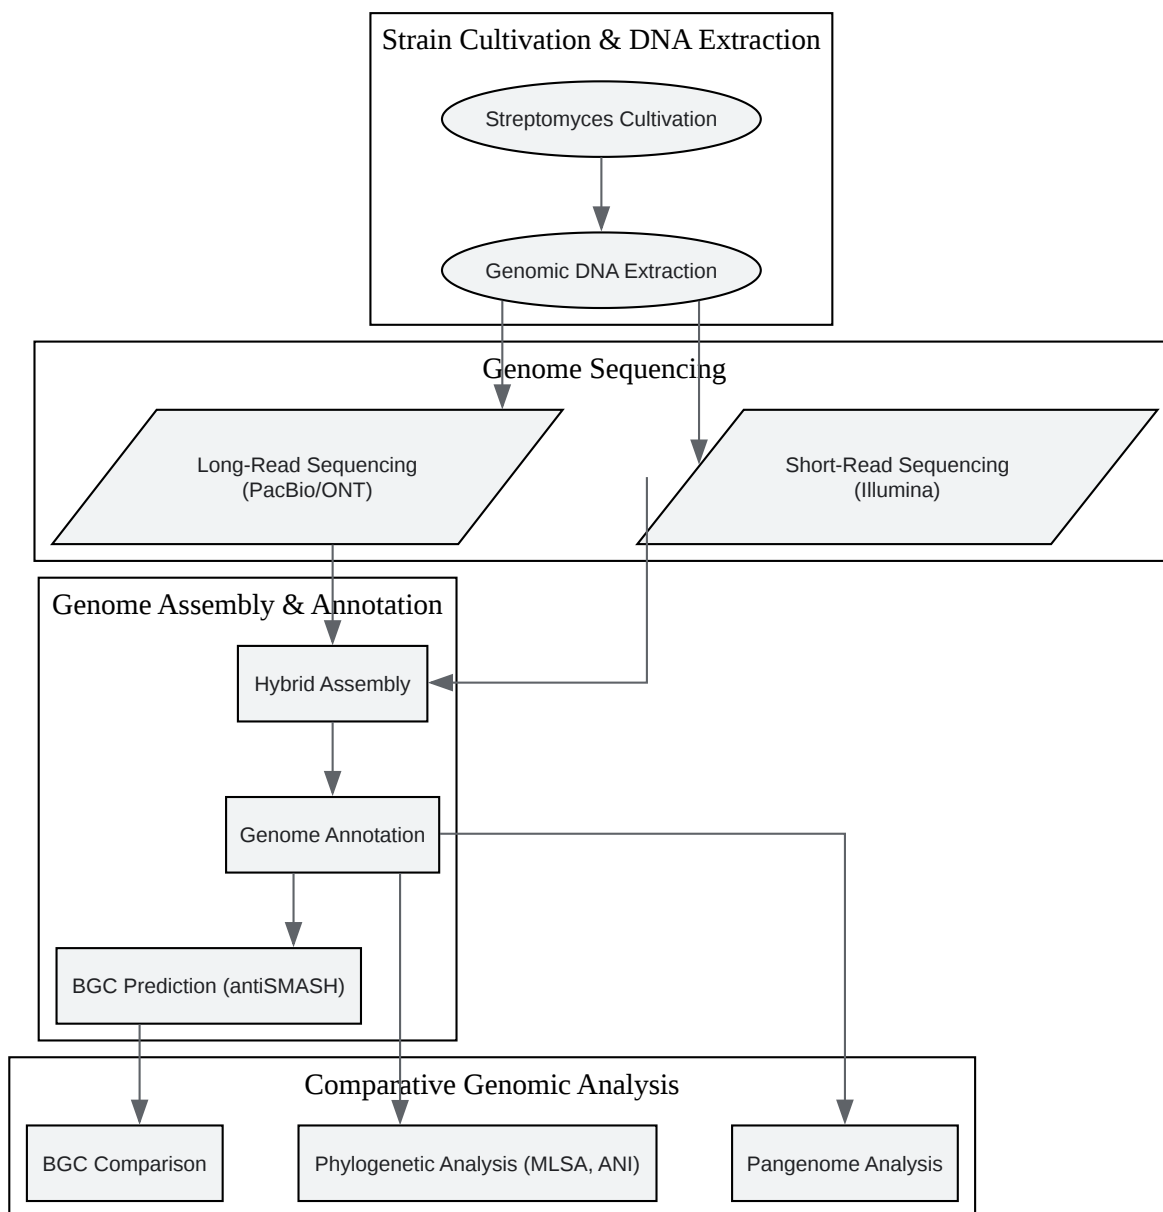 Strain Cultivation & DNA Extraction
Streptomyces Cultivation
Genomic DNA Extraction
Genome Sequencing
Long-Read Sequencing
(PacBio/ONT)
Short-Read Sequencing
(Illumina)
Genome Assembly & Annotation
Hybrid Assembly
Genome Annotation
BGC Prediction (antiSMASH)
Comparative Genomic Analysis
BGC Comparison
Phylogenetic Analysis (MLSA, ANI)
Pangenome Analysis